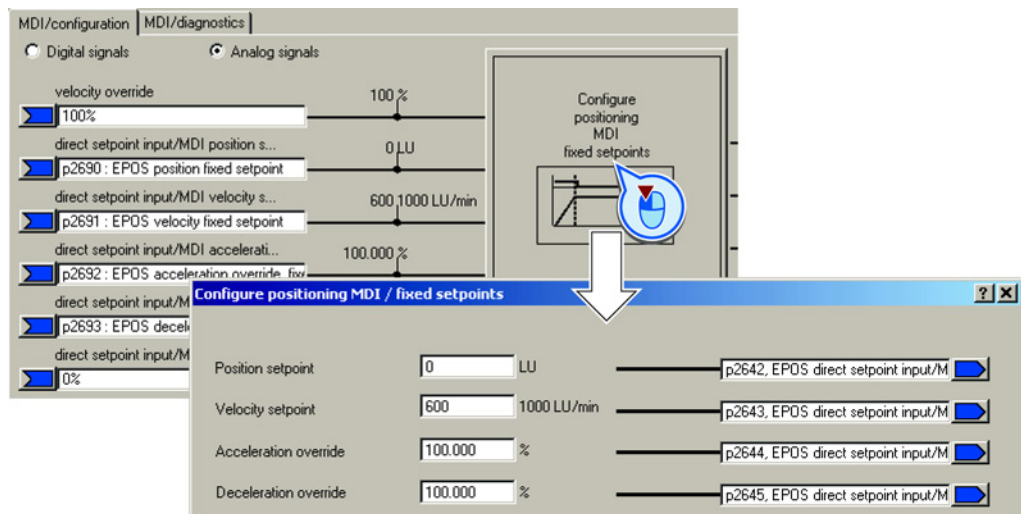 MDI/configuration MDI/diagnostics
Digital signals Analog signals
velocity override 100 %
100%
direct setpoint input/MDI position s... 0 LU
p2690 : EPOS position fixed setpoint
direct setpoint input/MDI velocity s... 600 1000 LU/min
p2691 : EPOS velocity fixed setpoint
direct setpoint input/MDI accelerati... 100.000 %
p2692 : EPOS acceleration override, fixe
direct setpoint input/M
p2693 : EPOS decele
direct setpoint input/M
0%
Configure
positioning
MDI
fixed setpoints
Configure positioning MDI / fixed setpoints
Position setpoint 0 LU p2642, EPOS direct setpoint input/M
Velocity setpoint 600 1000 LU/min p2643, EPOS direct setpoint input/M
Acceleration override 100.000 % p2644, EPOS direct setpoint input/M
Deceleration override 100.000 % p2645, EPOS direct setpoint input/M